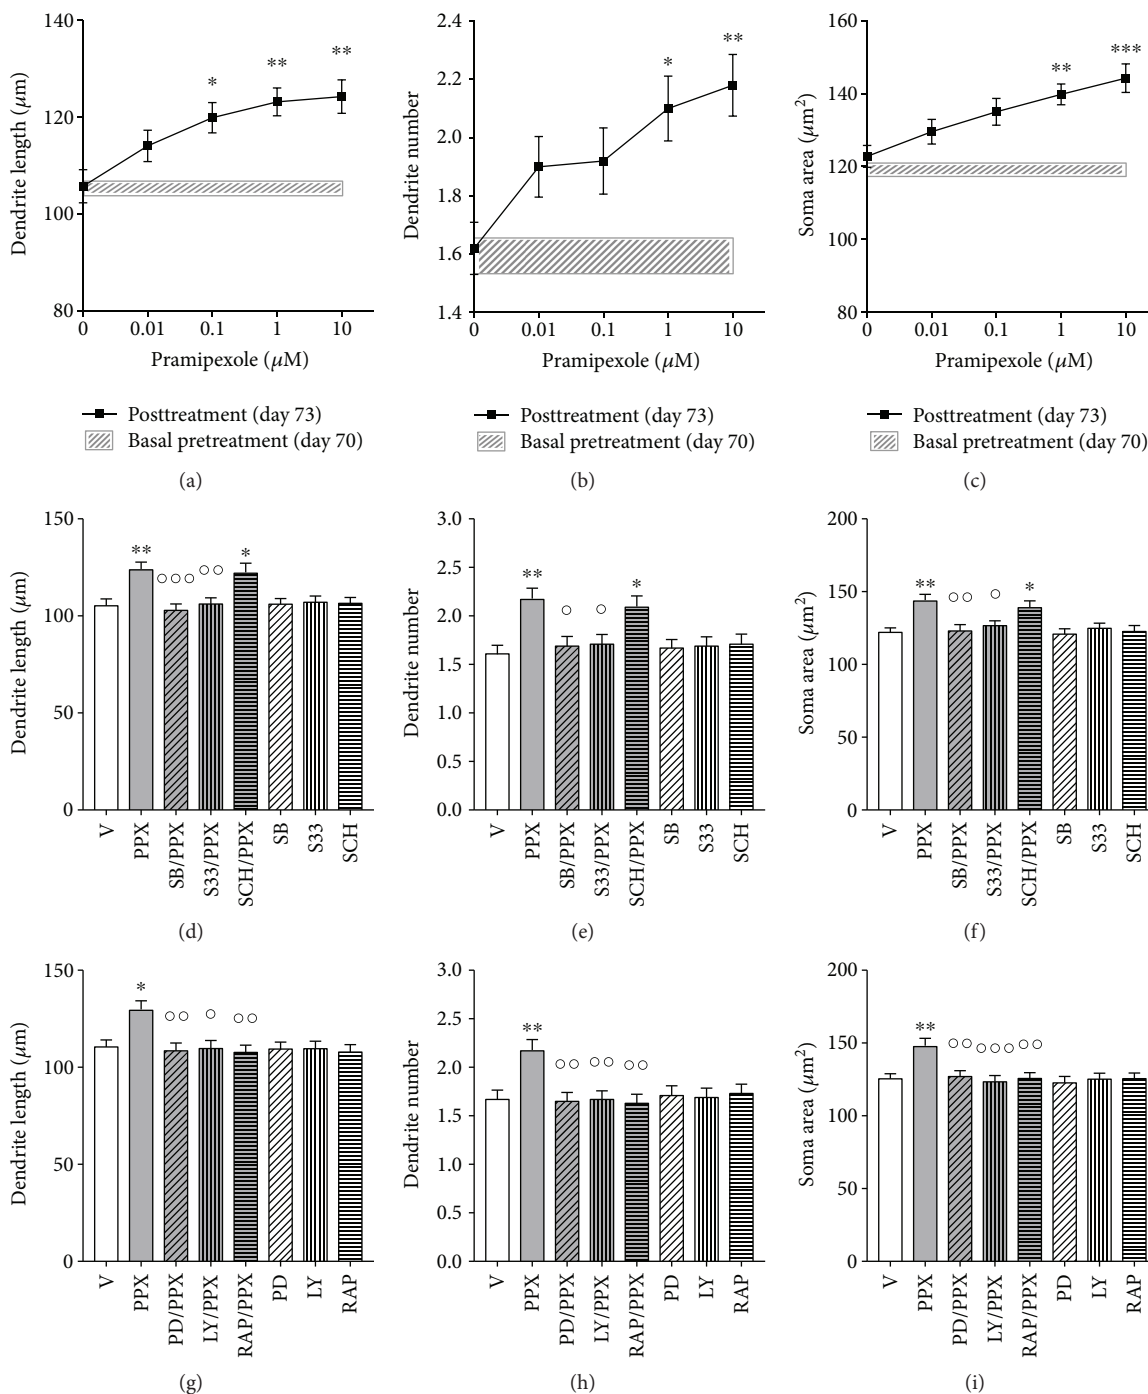 140
120
100
80
Dendrite length (μm)
*
**
**
0 0.01 0.1 1 10
Pramipexole (μM)
Posttreatment (day 73)
Basal pretreatment (day 70)
(a)
2.4
2.2
2.0
1.8
1.6
1.4
Dendrite number
*
**
0 0.01 0.1 1 10
Pramipexole (μM)
Posttreatment (day 73)
Basal pretreatment (day 70)
(b)
160
140
120
100
80
Soma area (μm²)
**
***
0 0.01 0.1 1 10
Pramipexole (μM)
Posttreatment (day 73)
Basal pretreatment (day 70)
(c)
150
100
50
0
Dendrite length (μm)
**
○○○
○○
*
V
PPX
SB/PPX
S33/PPX
SCH/PPX
SB
S33
SCH
(d)
3.0
2.5
2.0
1.5
1.0
0.5
0.0
Dendrite number
**
○
○
*
V
PPX
SB/PPX
S33/PPX
SCH/PPX
SB
S33
SCH
(e)
200
150
100
50
0
Soma area (μm²)
**
○○
○
*
V
PPX
SB/PPX
S33/PPX
SCH/PPX
SB
S33
SCH
(f)
150
100
50
0
Dendrite length (μm)
*
○○
○
○○
V
PPX
PD/PPX
LY/PPX
RAP/PPX
PD
LY
RAP
(g)
3.0
2.5
2.0
1.5
1.0
0.5
0.0
Dendrite number
**
○○
○○
○○
V
PPX
PD/PPX
LY/PPX
RAP/PPX
PD
LY
RAP
(h)
200
150
100
50
0
Soma area (μm²)
**
○○
○○○
○○
V
PPX
PD/PPX
LY/PPX
RAP/PPX
PD
LY
RAP
(i)